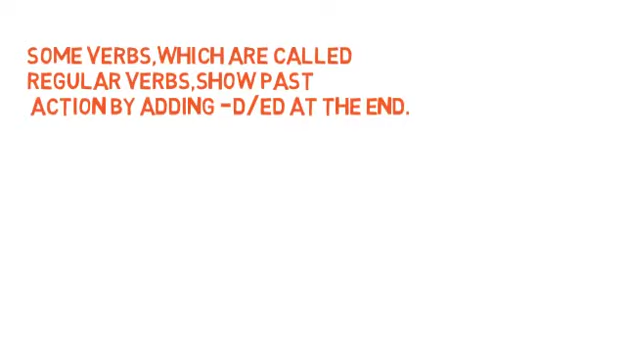 SOME VERBS,WHICH ARE CALLED
REGULAR VERBS,SHOW PAST
ACTION BY ADDING -D/ED AT THE END.